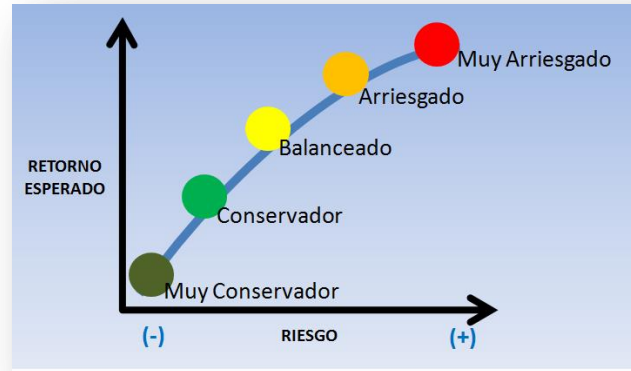 Muy Arriesgado
Arriesgado
Balanceado
RETORNO
ESPERADO
Conservador
Muy Conservador
(-)
RIESGO
(+)